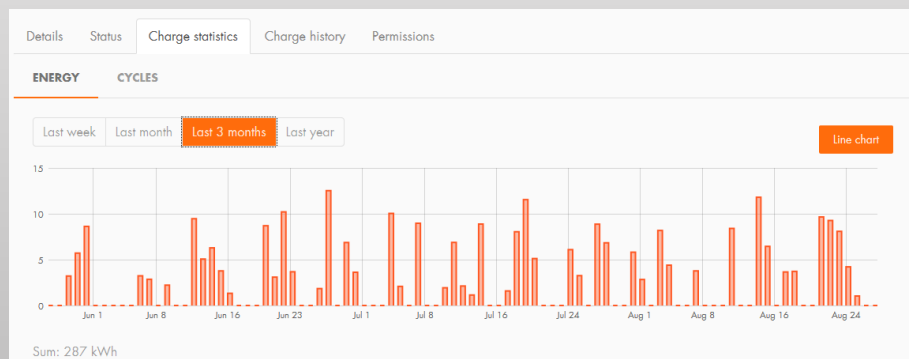 Details Status Charge statistics Charge history Permissions
ENERGY CYCLES
Last week Last month Last 3 months Last year
Line chart
15
10
5
0
Jun 1 Jun 8 Jun 16 Jun 23 Jul 1 Jul 8 Jul 16 Jul 24 Aug 1 Aug 8 Aug 16 Aug 24
Sum: 287 kWh